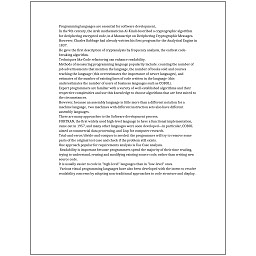 Programming languages are essential for software development.
In the 9th century, the Arab mathematician Al-Kindi described a cryptographic algorithm
for deciphering encrypted code, in A Manuscript on Deciphering Cryptographic Messages.
However, Charles Babbage had already written his first program for the Analytical Engine in
1837.
He gave the first description of cryptanalysis by frequency analysis, the earliest code-
breaking algorithm.
Techniques like Code refactoring can enhance readability.
Methods of measuring programming language popularity include: counting the number of
job advertisements that mention the language, the number of books sold and courses
teaching the language (this overestimates the importance of newer languages), and
estimates of the number of existing lines of code written in the language (this
underestimates the number of users of business languages such as COBOL).
Expert programmers are familiar with a variety of well-established algorithms and their
respective complexities and use this knowledge to choose algorithms that are best suited to
the circumstances.
However, because an assembly language is little more than a different notation for a
machine language, two machines with different instruction sets also have different
assembly languages.
There are many approaches to the Software development process.
FORTRAN, the first widely used high-level language to have a functional implementation,
came out in 1957, and many other languages were soon developed—in particular, COBOL
aimed at commercial data processing, and Lisp for computer research.
Trial-and-error/divide-and-conquer is needed: the programmer will try to remove some
parts of the original test case and check if the problem still exists.
One approach popular for requirements analysis is Use Case analysis.
Readability is important because programmers spend the majority of their time reading,
trying to understand, reusing and modifying existing source code, rather than writing new
source code.
It is usually easier to code in "high-level" languages than in "low-level" ones.
Various visual programming languages have also been developed with the intent to resolve
readability concerns by adopting non-traditional approaches to code structure and display.